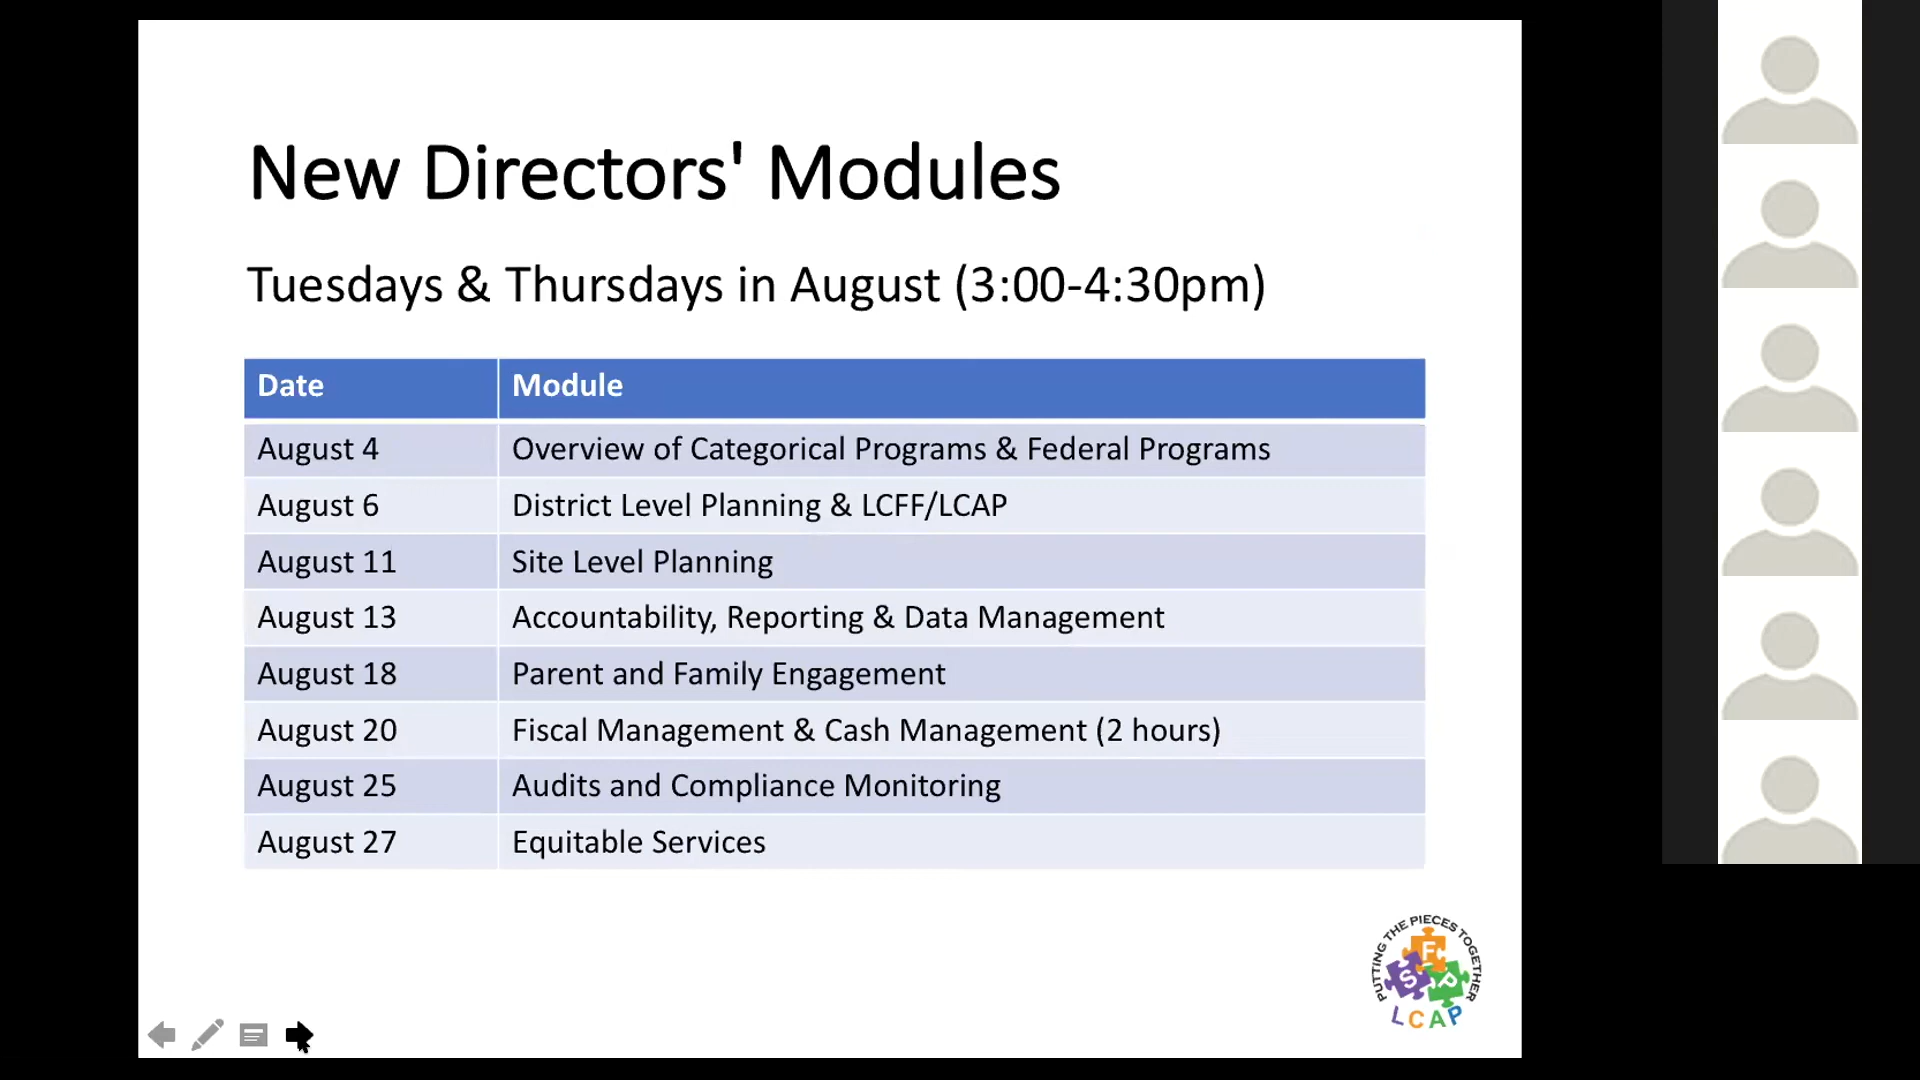 New Directors' Modules
Tuesdays & Thursdays in August (3:00-4:30pm)
Date Module
August 4 Overview of Categorical Programs & Federal Programs
August 6 District Level Planning & LCFF/LCAP
August 11 Site Level Planning
August 13 Accountability, Reporting & Data Management
August 18 Parent and Family Engagement
August 20 Fiscal Management & Cash Management (2 hours)
August 25 Audits and Compliance Monitoring
August 27 Equitable Services
PUTTING THE PIECES TOGETHER
F
S P
LCAP